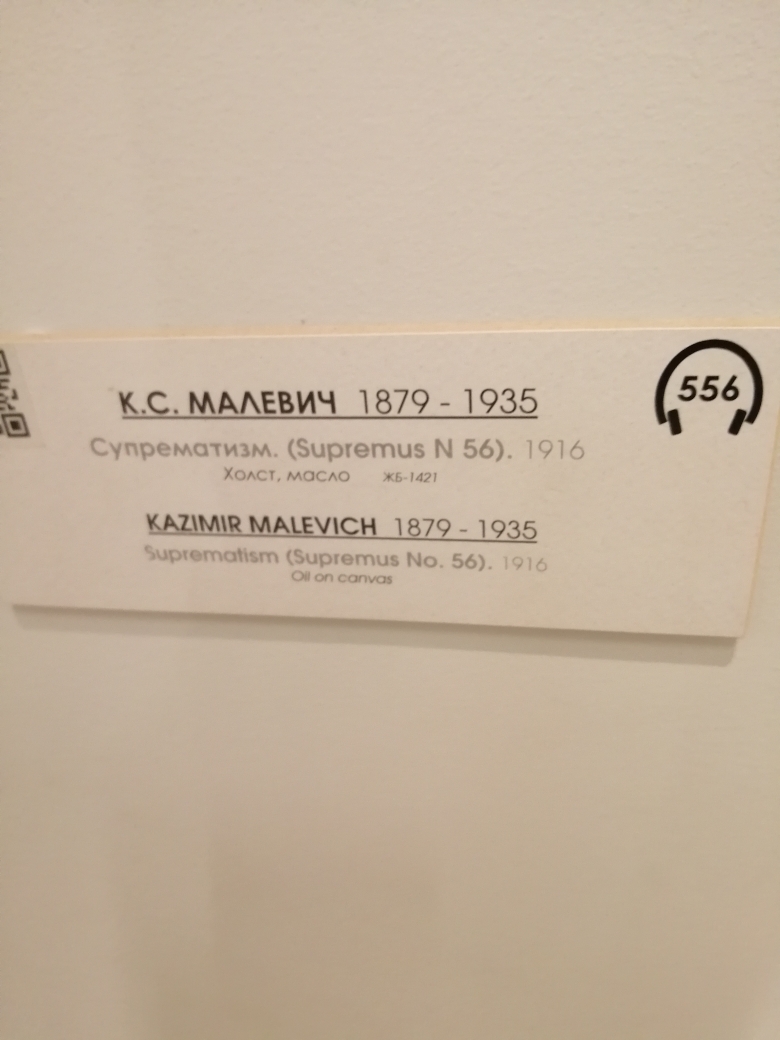 К.С. МАЛЕВИЧ 1879 - 1935
556
Супрематизм. (Supremus N 56). 1916
Холст, масло ЖБ-1421
KAZIMIR MALEVICH 1879 - 1935
Suprematism (Supremus No. 56). 1916
Oil on canvas